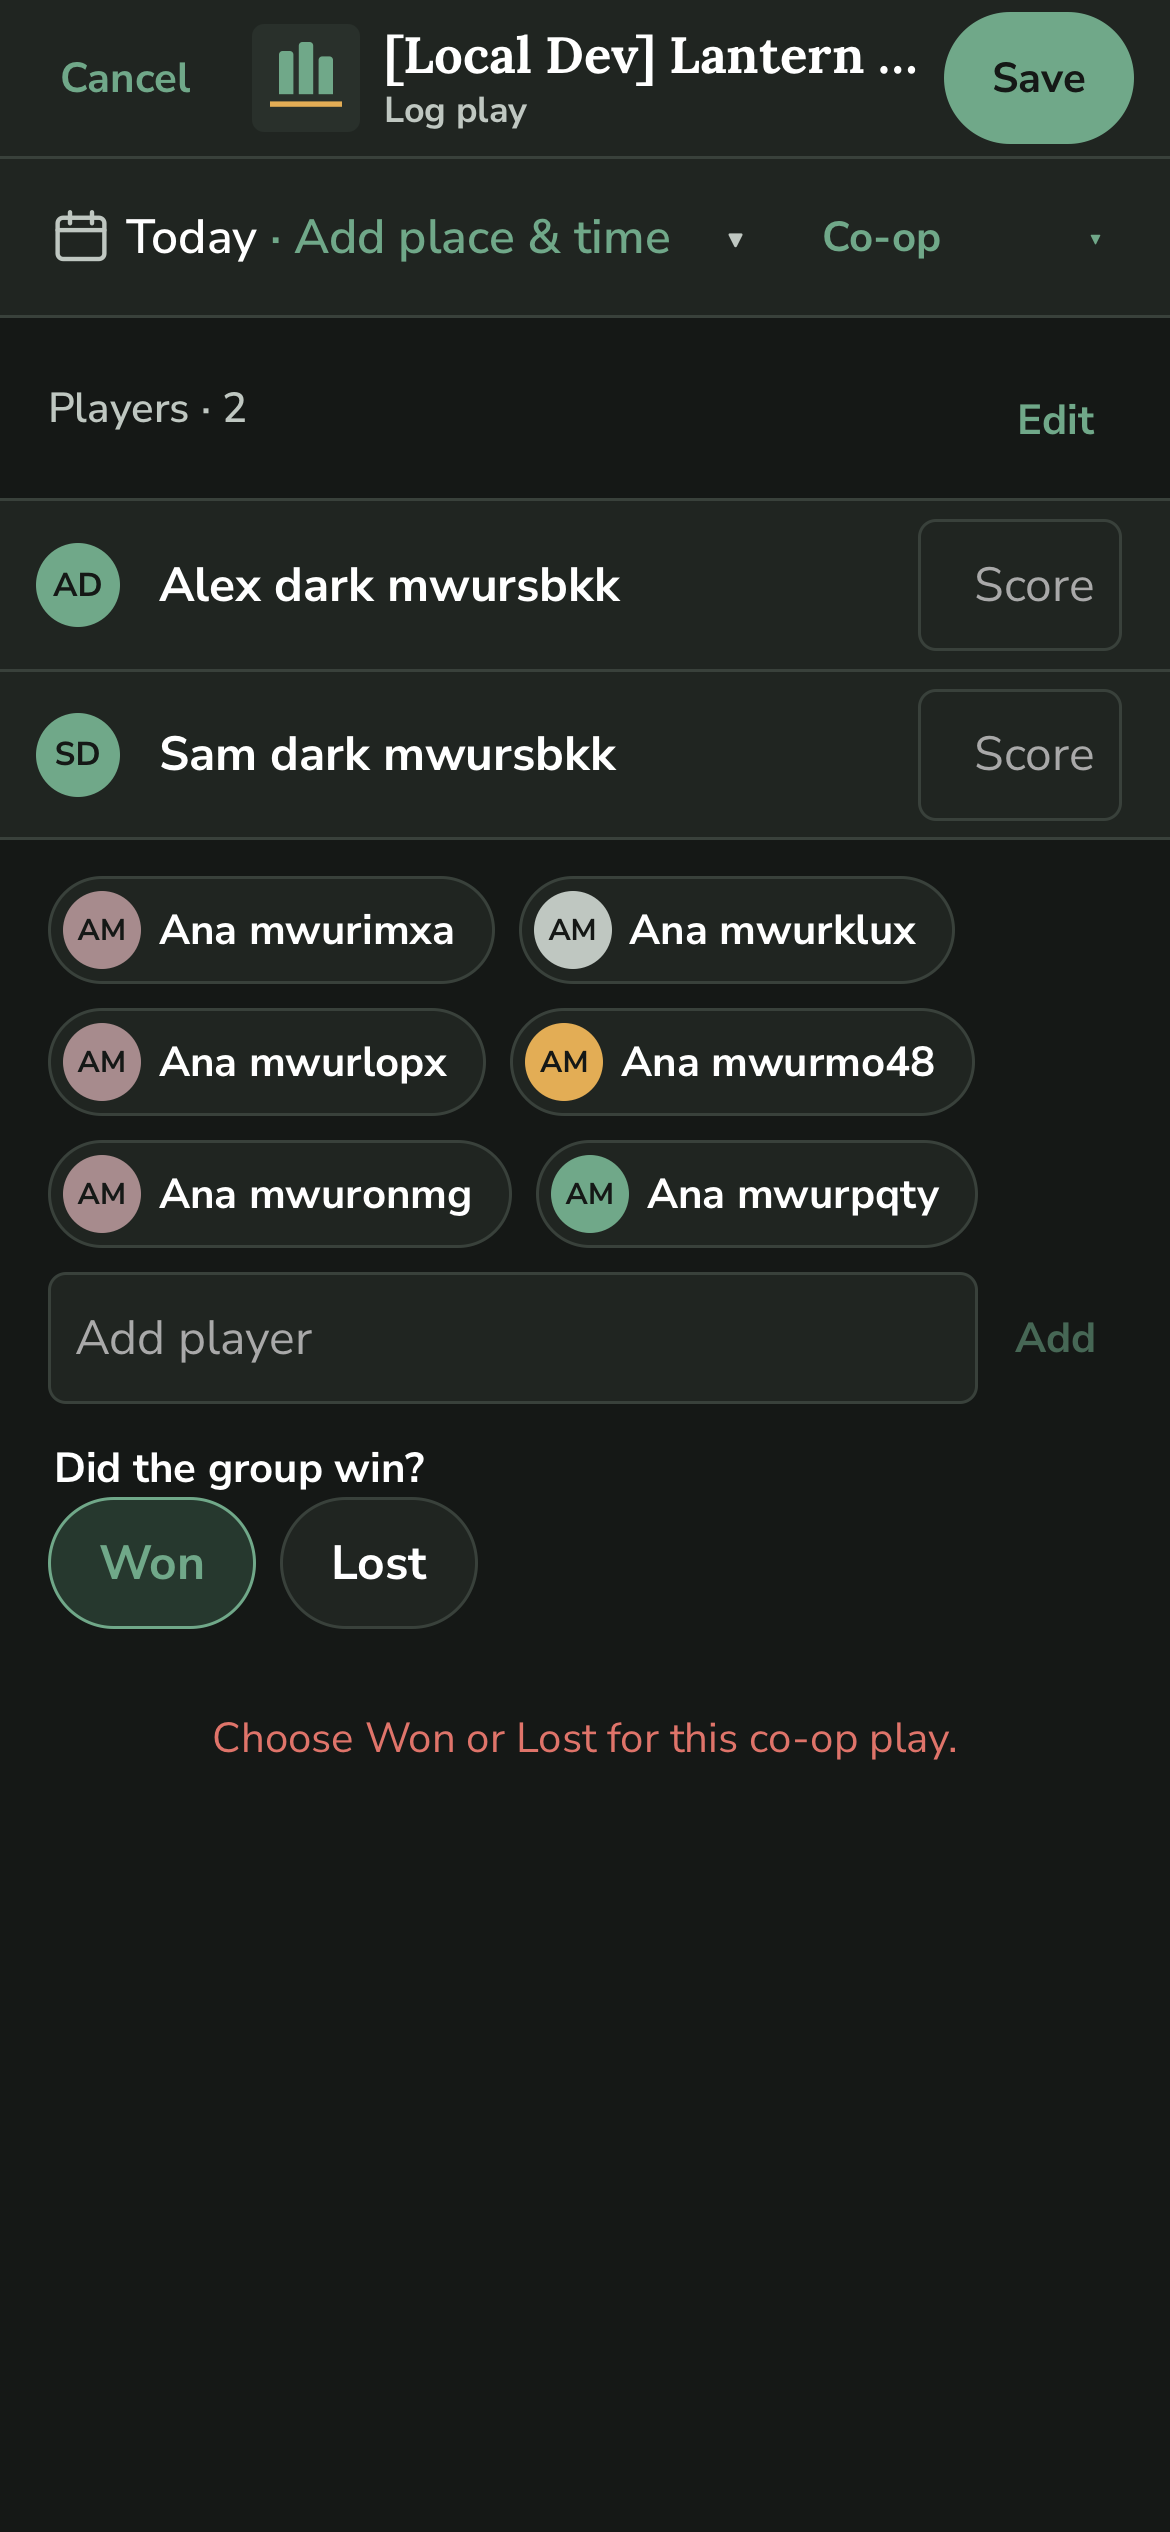 Cancel
[Local Dev] Lantern ...
Log play
Save
Today · Add place & time
Co-op
Players · 2
Edit
AD Alex dark mwursbkk Score
SD Sam dark mwursbkk Score
AM Ana mwurimxa AM Ana mwurklux
AM Ana mwurlopx AM Ana mwurmo48
AM Ana mwuronmg AM Ana mwurpqty
Add player Add
Did the group win?
Won Lost
Choose Won or Lost for this co-op play.